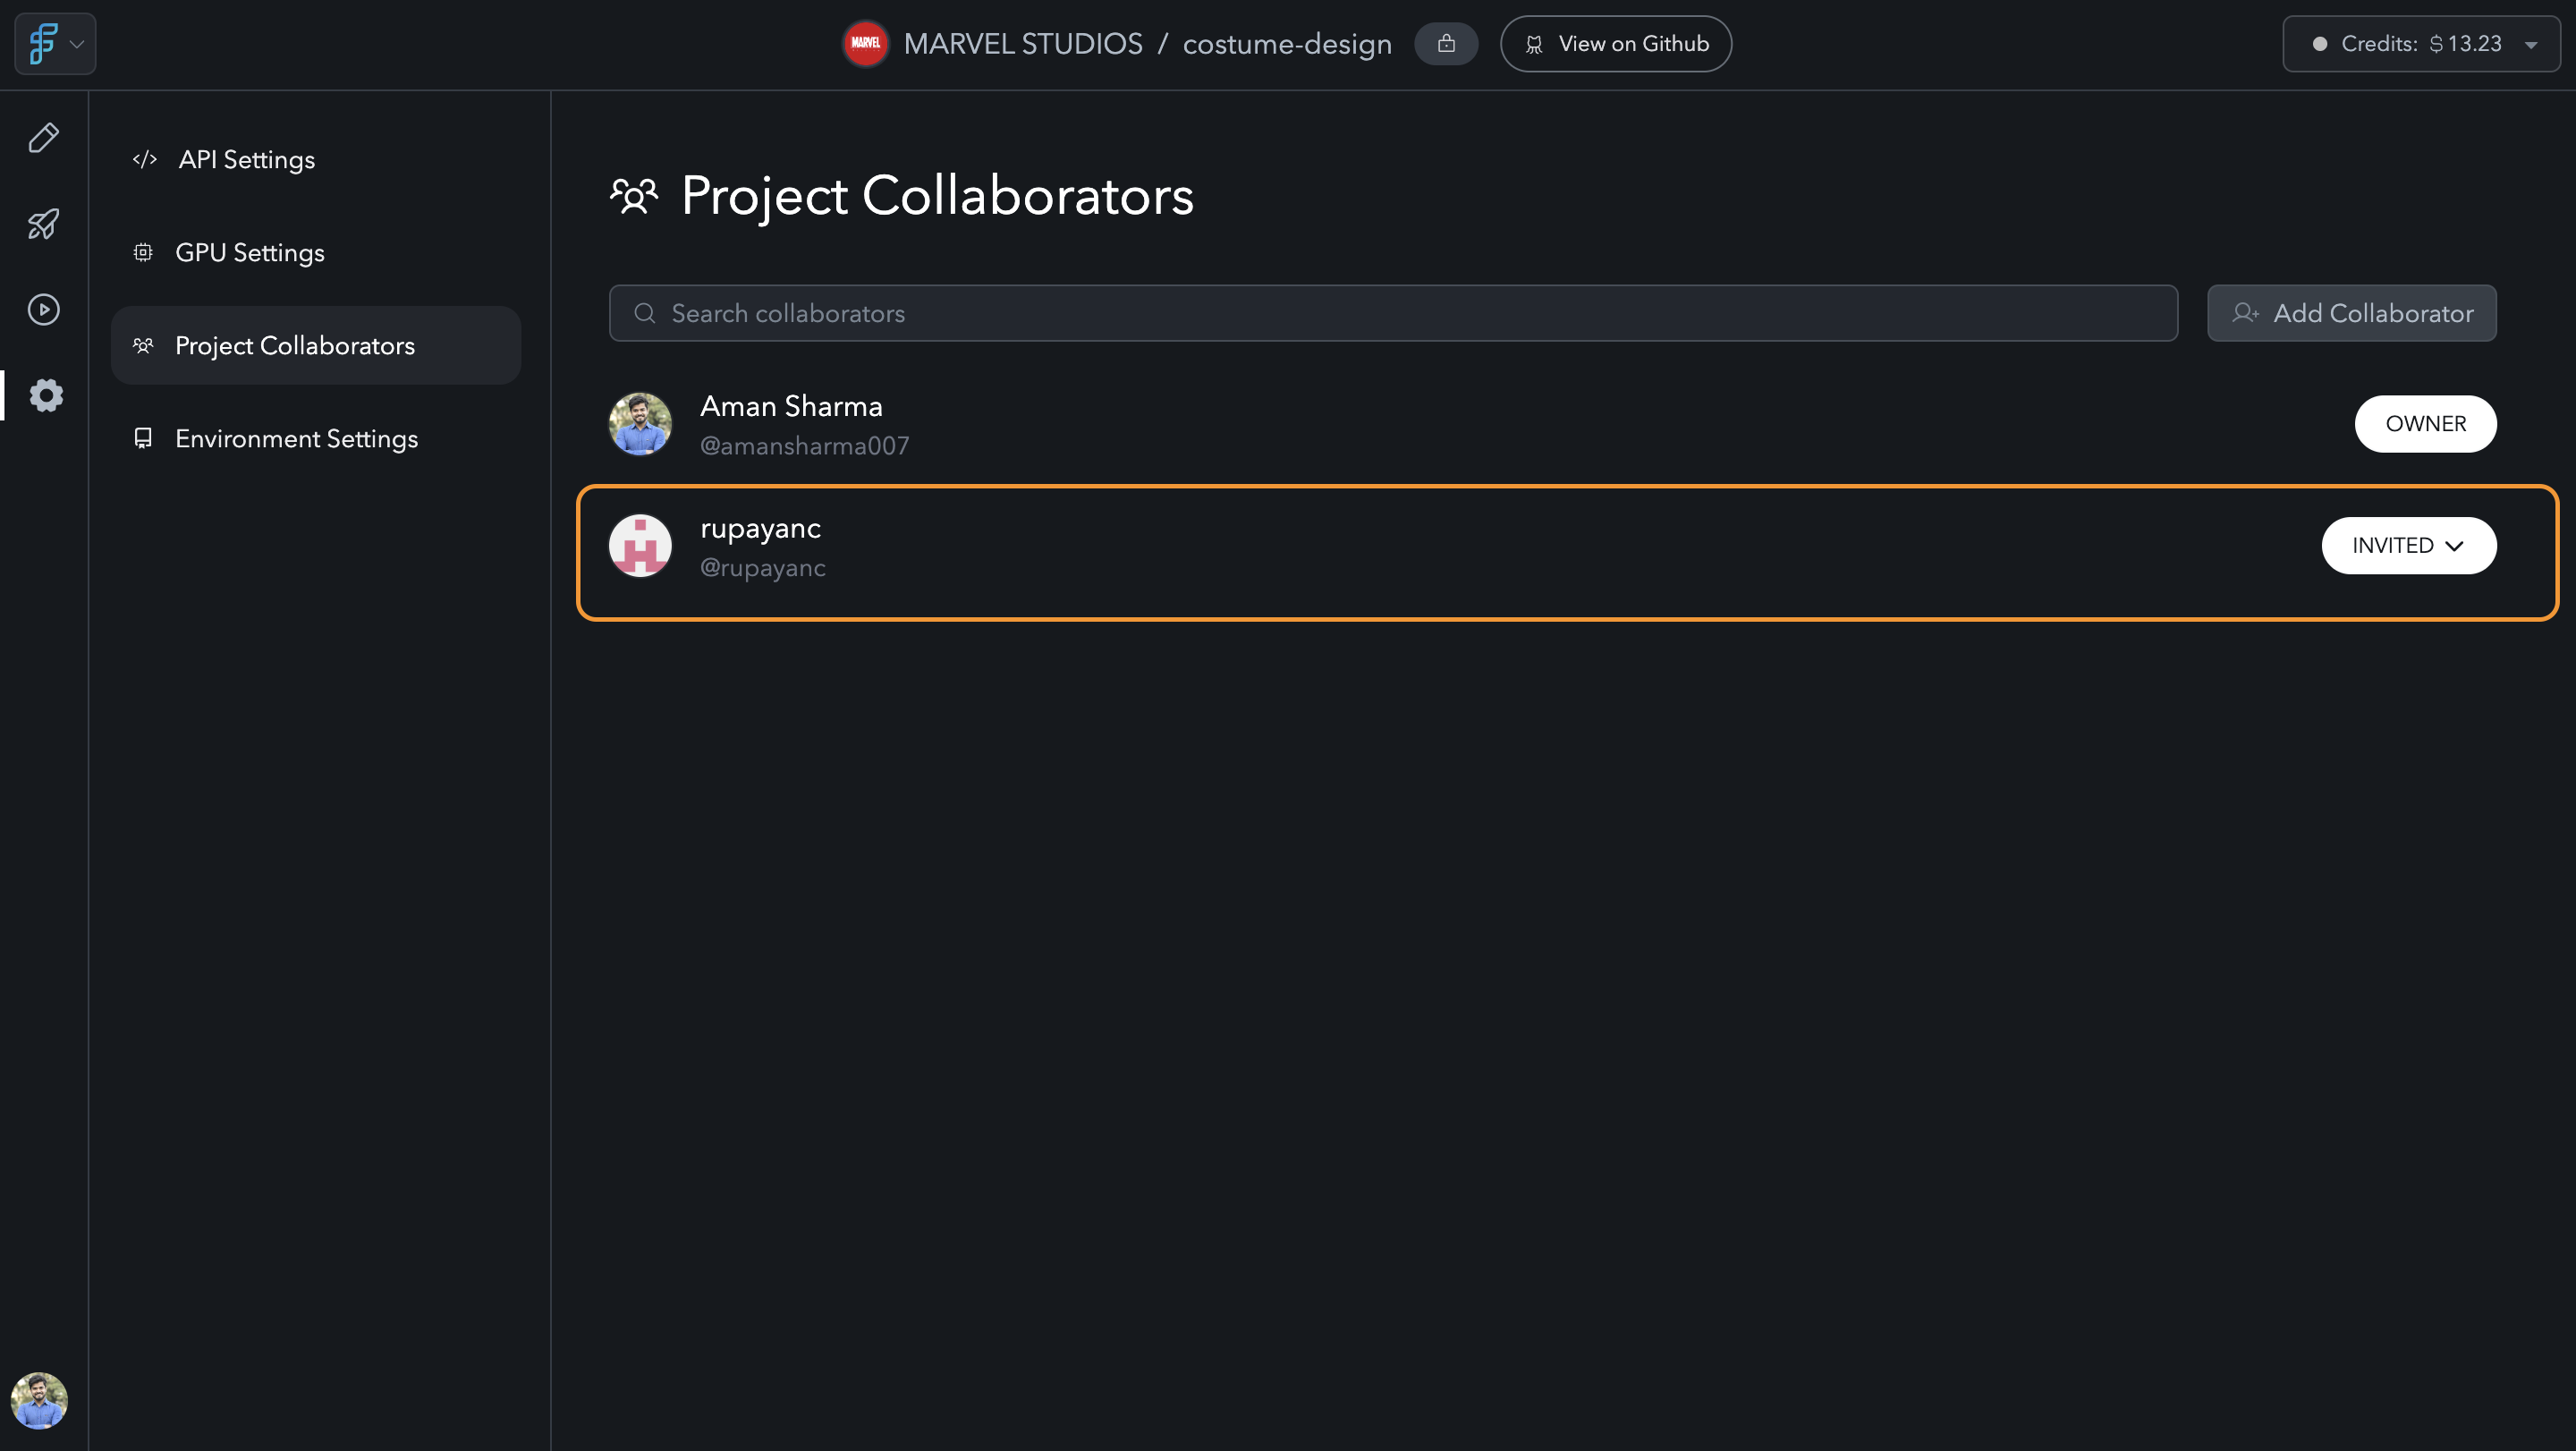 MARVEL MARVEL STUDIOS / costume-design View on Github Credits: $ 13.23
API Settings
GPU Settings
Project Collaborators
Environment Settings
Project Collaborators
Search collaborators Add Collaborator
Aman Sharma
@amansharma007
OWNER
rupayanc
@rupayanc
INVITED